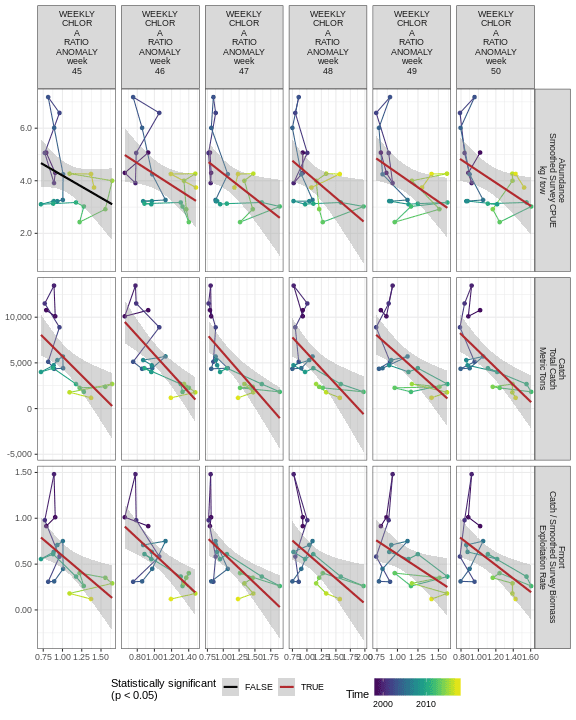 WEEKLY
CHLOR
A
RATIO
ANOMALY
week
45
WEEKLY
CHLOR
A
RATIO
ANOMALY
week
46
WEEKLY
CHLOR
A
RATIO
ANOMALY
week
47
WEEKLY
CHLOR
A
RATIO
ANOMALY
week
48
WEEKLY
CHLOR
A
RATIO
ANOMALY
week
49
WEEKLY
CHLOR
A
RATIO
ANOMALY
week
50
6.0
4.0
2.0
Abundance
Smoothed Survey CPUE
kg / tow
10,000
5,000
0
-5,000
Catch
Total Catch
Metric Tons
1.50
1.00
0.50
0.00
Fmort
Catch / Smoothed Survey Biomass
Exploitation Rate
0.75 1.00 1.25 1.50
0.80 1.00 1.20 1.40
0.75 1.00 1.25 1.50 1.75
0.75 1.00 1.25 1.50 1.75 2.00
0.75 1.00 1.25 1.50
0.80 1.00 1.20 1.40 1.60
Statistically significant
(p < 0.05)
FALSE
TRUE
Time
2000 2010